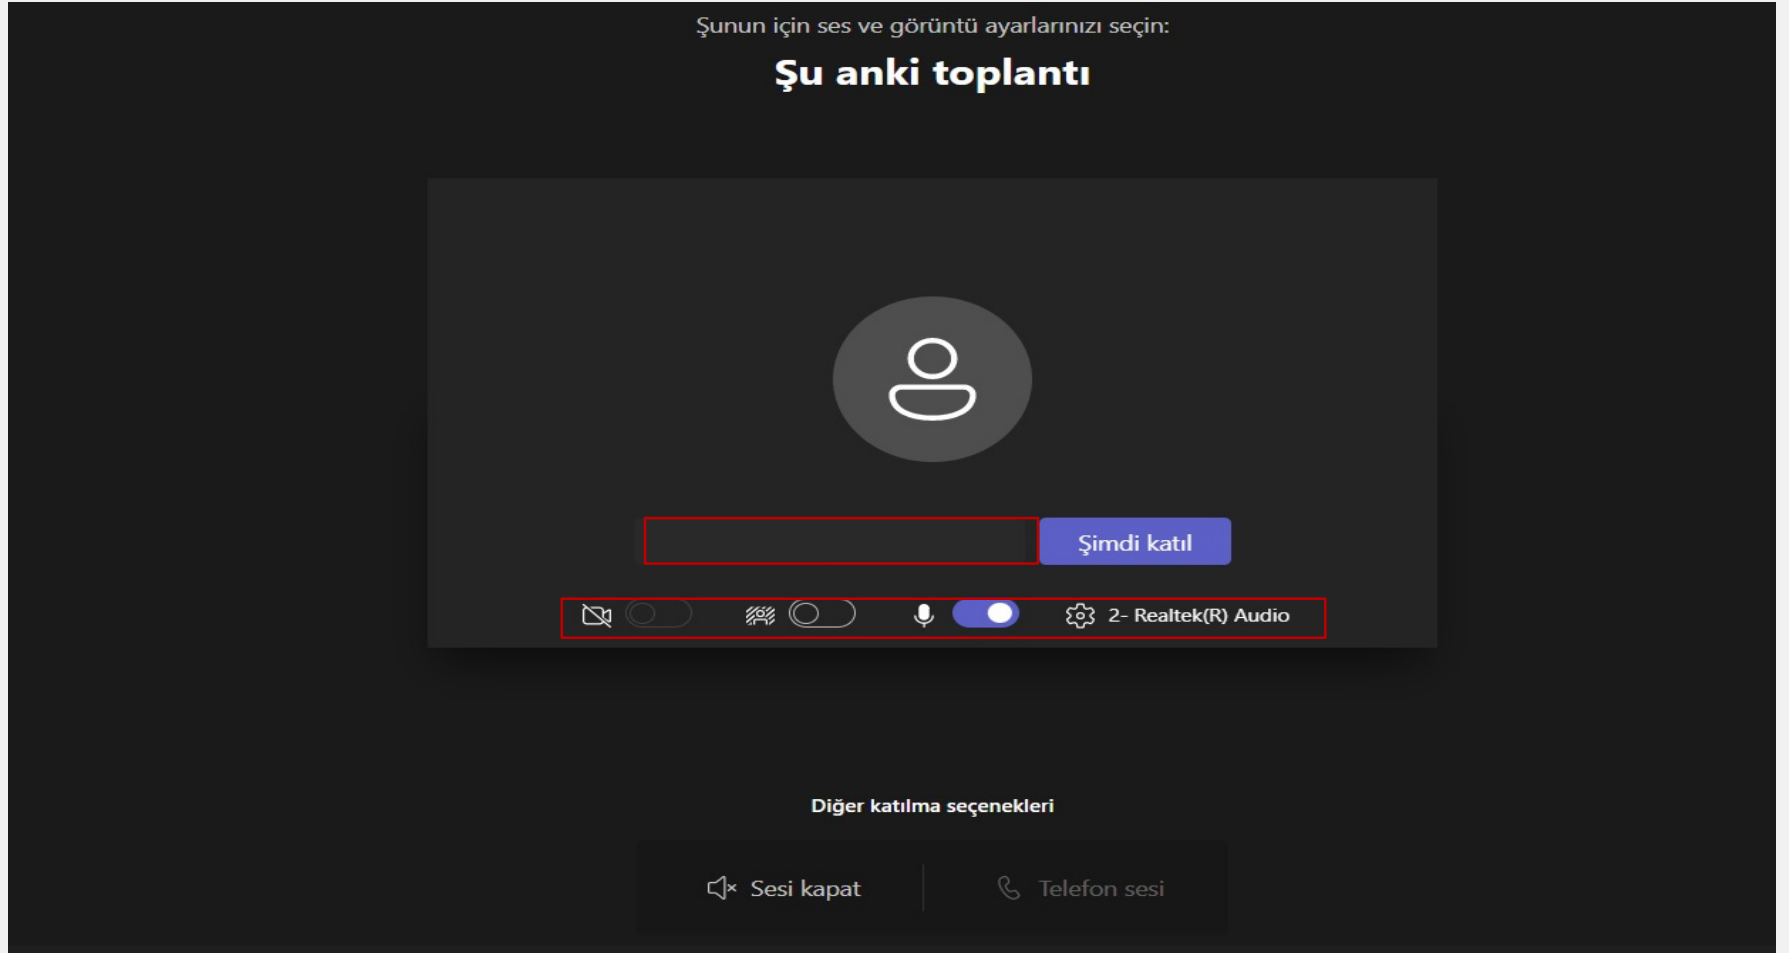 Şunun için ses ve görüntü ayarlarınızı seçin:
Şu anki toplantı
Şimdi katıl
2- Realtek(R) Audio
Diğer katılma seçenekleri
Sesi kapat
Telefon sesi